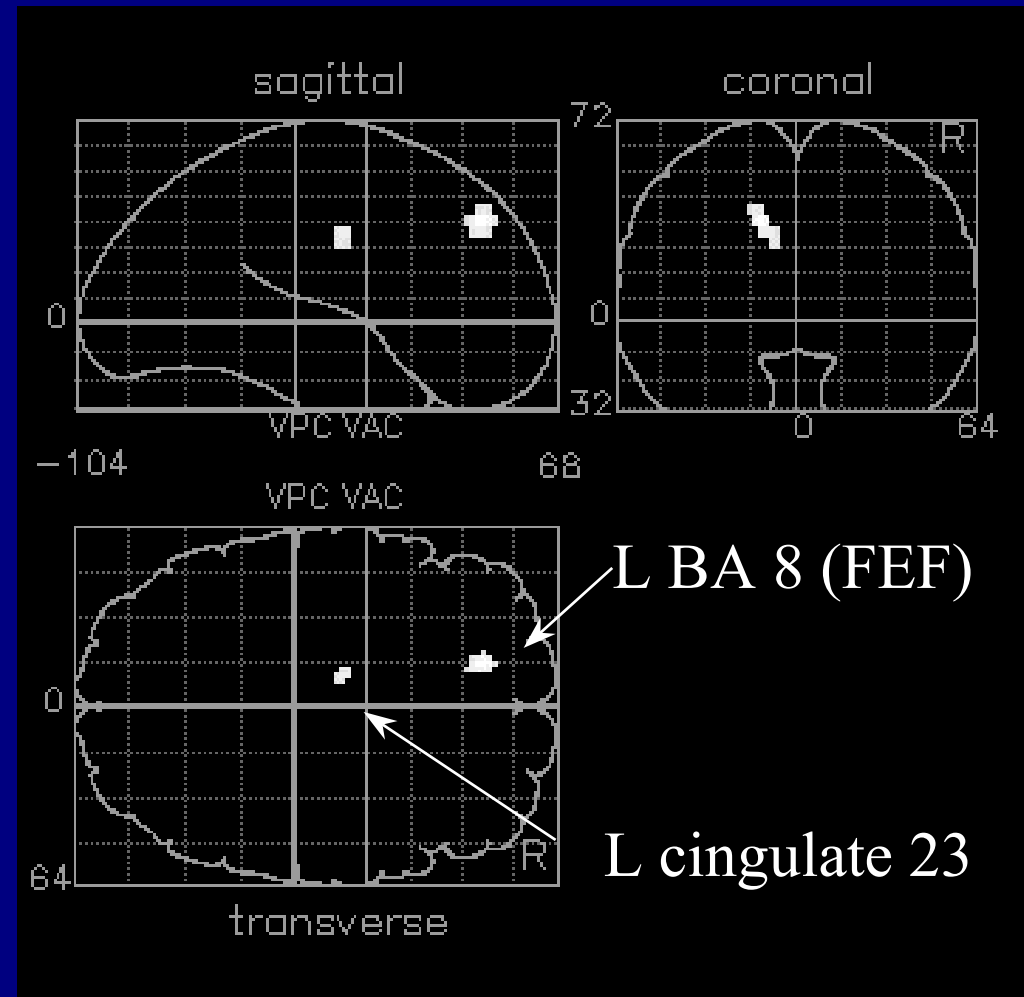 sagittal
coronal
72
R
0
0
32
VPC VAC
0
64
−104
68
VPC VAC
L BA 8 (FEF)
0
R
L cingulate 23
64
transverse